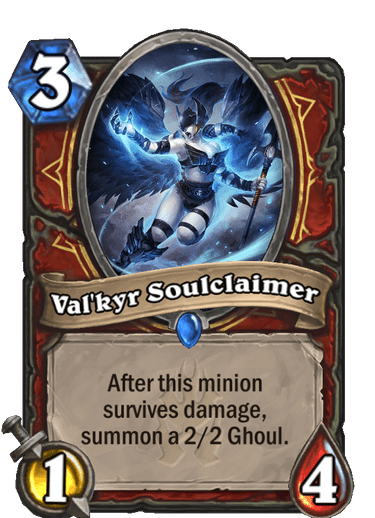 3
Val'kyr Soulclaimer
After this minion
survives damage,
summon a 2/2 Ghoul.
1
4